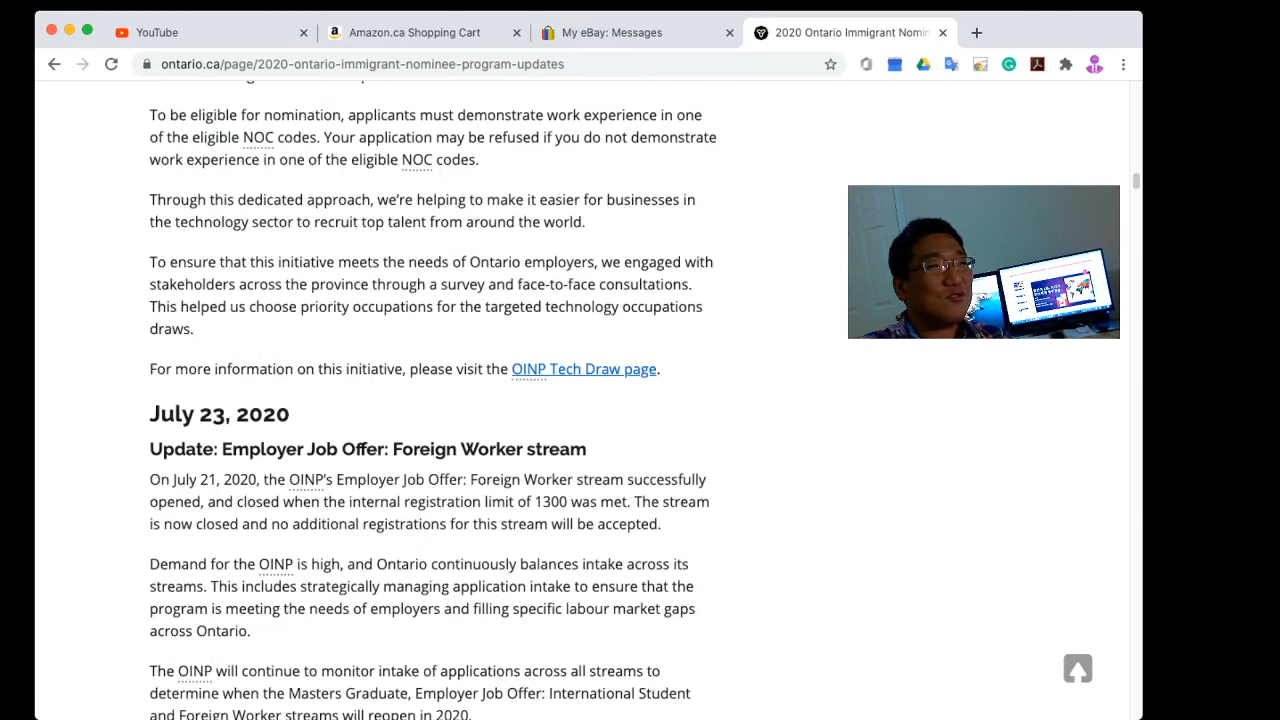 YouTube
Amazon.ca Shopping Cart
My eBay: Messages
2020 Ontario Immigrant Nomin
ontario.ca/page/2020-ontario-immigrant-nominee-program-updates
To be eligible for nomination, applicants must demonstrate work experience in one
of the eligible NOC codes. Your application may be refused if you do not demonstrate
work experience in one of the eligible NOC codes.
Through this dedicated approach, we're helping to make it easier for businesses in
the technology sector to recruit top talent from around the world.
To ensure that this initiative meets the needs of Ontario employers, we engaged with
stakeholders across the province through a survey and face-to-face consultations.
This helped us choose priority occupations for the targeted technology occupations
draws.
For more information on this initiative, please visit the OINP Tech Draw page.
July 23, 2020
Update: Employer Job Offer: Foreign Worker stream
On July 21, 2020, the OINP's Employer Job Offer: Foreign Worker stream successfully
opened, and closed when the internal registration limit of 1300 was met. The stream
is now closed and no additional registrations for this stream will be accepted.
Demand for the OINP is high, and Ontario continuously balances intake across its
streams. This includes strategically managing application intake to ensure that the
program is meeting the needs of employers and filling specific labour market gaps
across Ontario.
The OINP will continue to monitor intake of applications across all streams to
determine when the Masters Graduate, Employer Job Offer: International Student
and Foreign Worker streams will reopen in 2020.